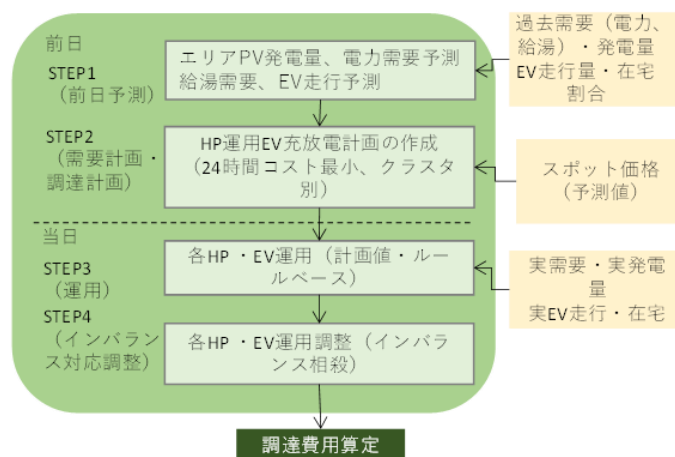 前日
STEP1
（前日予測）
エリアPV発電量、電力需要予測
給湯需要、EV走行予測
過去需要（電力、
給湯）・発電量
EV走行量・在宅
割合
STEP2
（需要計画・
調達計画）
HP運用EV充放電計画の作成
（24時間コスト最小、クラスタ
別）
スポット価格
（予測値）
当日
STEP3
（運用）
各HP・EV運用（計画値・ルー
ルベース）
実需要・実発電
量
実EV走行・在宅
STEP4
（インバラン
ス対応調整）
各HP・EV運用調整（インバラ
ンス相殺）
調達費用算定